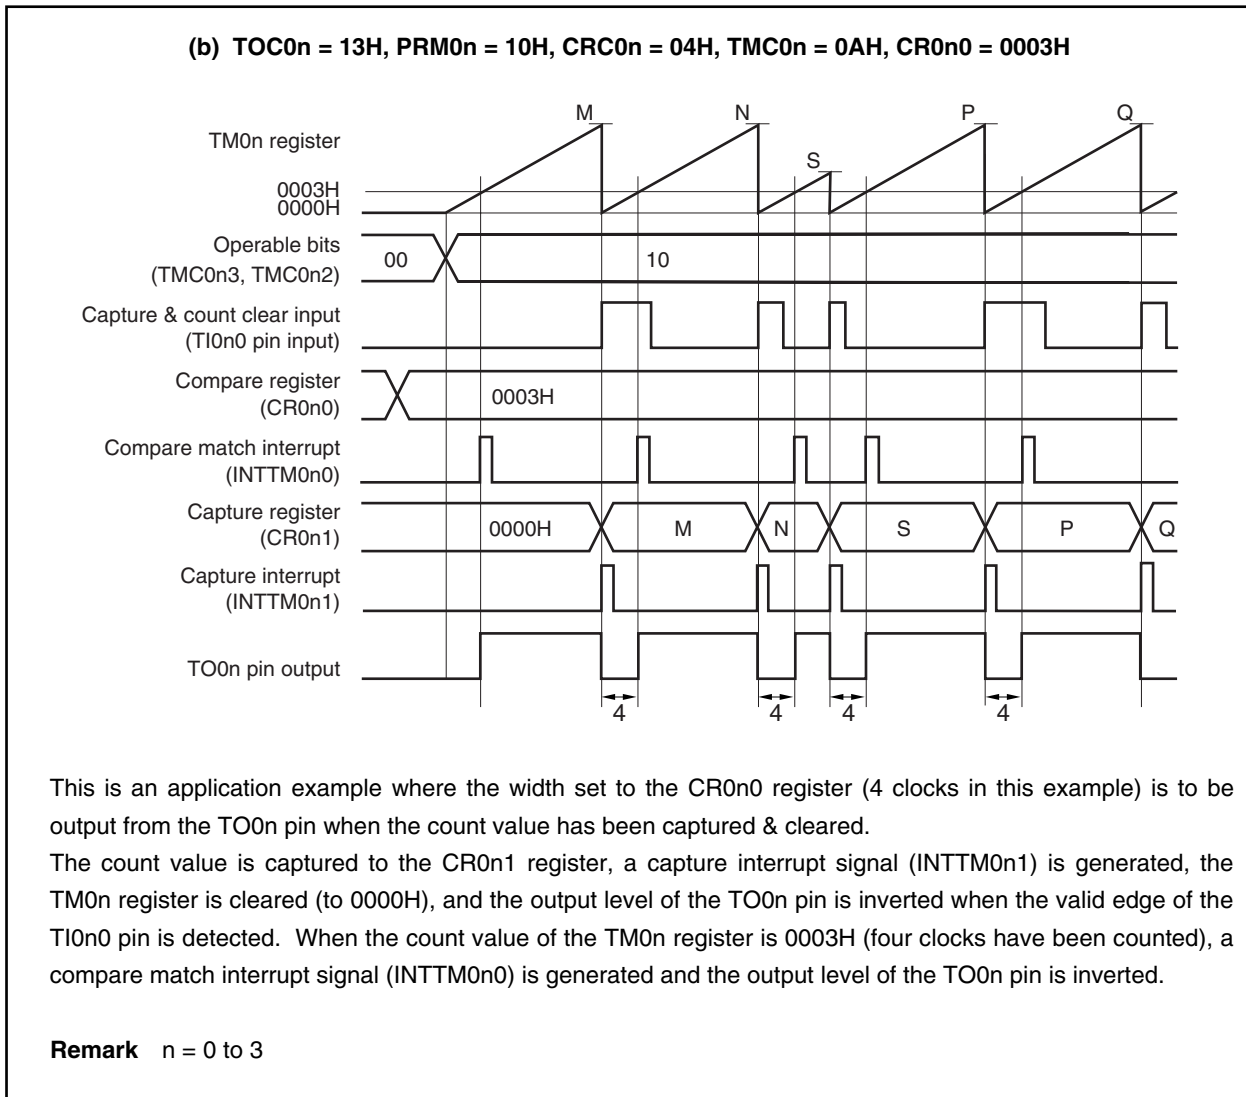 (b) TOC0n = 13H, PRM0n = 10H, CRC0n = 04H, TMC0n = 0AH, CR0n0 = 0003H
M N S P Q
TM0n register
0003H
0000H
Operable bits
(TMC0n3, TMC0n2)
00 10
Capture & count clear input
(TI0n0 pin input)
Compare register
(CR0n0)
0003H
Compare match interrupt
(INTTM0n0)
Capture register
(CR0n1)
0000H M N S P Q
Capture interrupt
(INTTM0n1)
TO0n pin output
4 4 4 4
This is an application example where the width set to the CR0n0 register (4 clocks in this example) is to be
output from the TO0n pin when the count value has been captured & cleared.
The count value is captured to the CR0n1 register, a capture interrupt signal (INTTM0n1) is generated, the
TM0n register is cleared (to 0000H), and the output level of the TO0n pin is inverted when the valid edge of the
TI0n0 pin is detected. When the count value of the TM0n register is 0003H (four clocks have been counted), a
compare match interrupt signal (INTTM0n0) is generated and the output level of the TO0n pin is inverted.
Remark n = 0 to 3